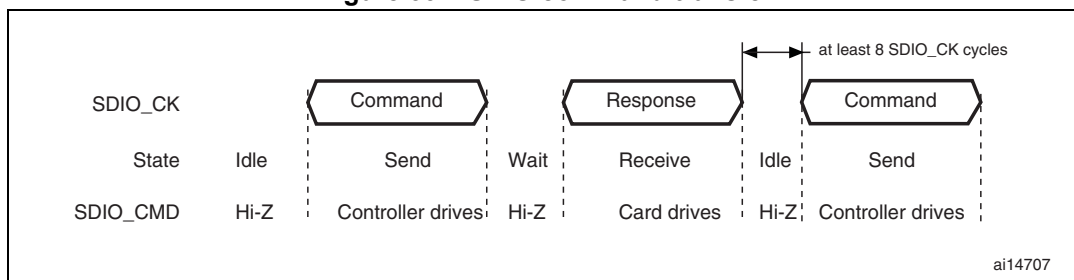 at least 8 SDIO_CK cycles
SDIO_CK Command Response Command
State Idle Send Wait Receive Idle Send
SDIO_CMD Hi-Z Controller drives Hi-Z Card drives Hi-Z Controller drives
ai14707